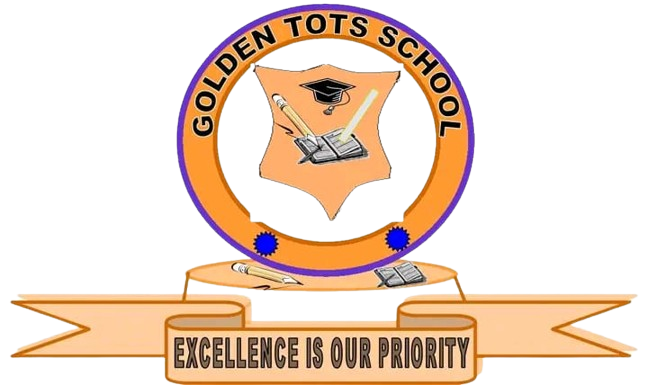 GOLDEN TOTS SCHOOL
EXCELLENCE IS OUR PRIORITY